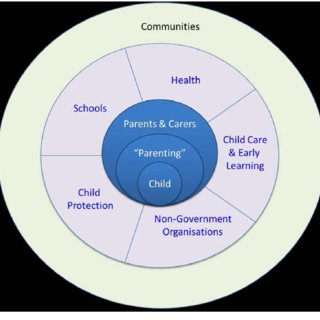 Communities
Health
Schools
Parents & Carers
Child Care
& Early
Learning
“Parenting”
Child
Child
Protection
Non-Government
Organisations